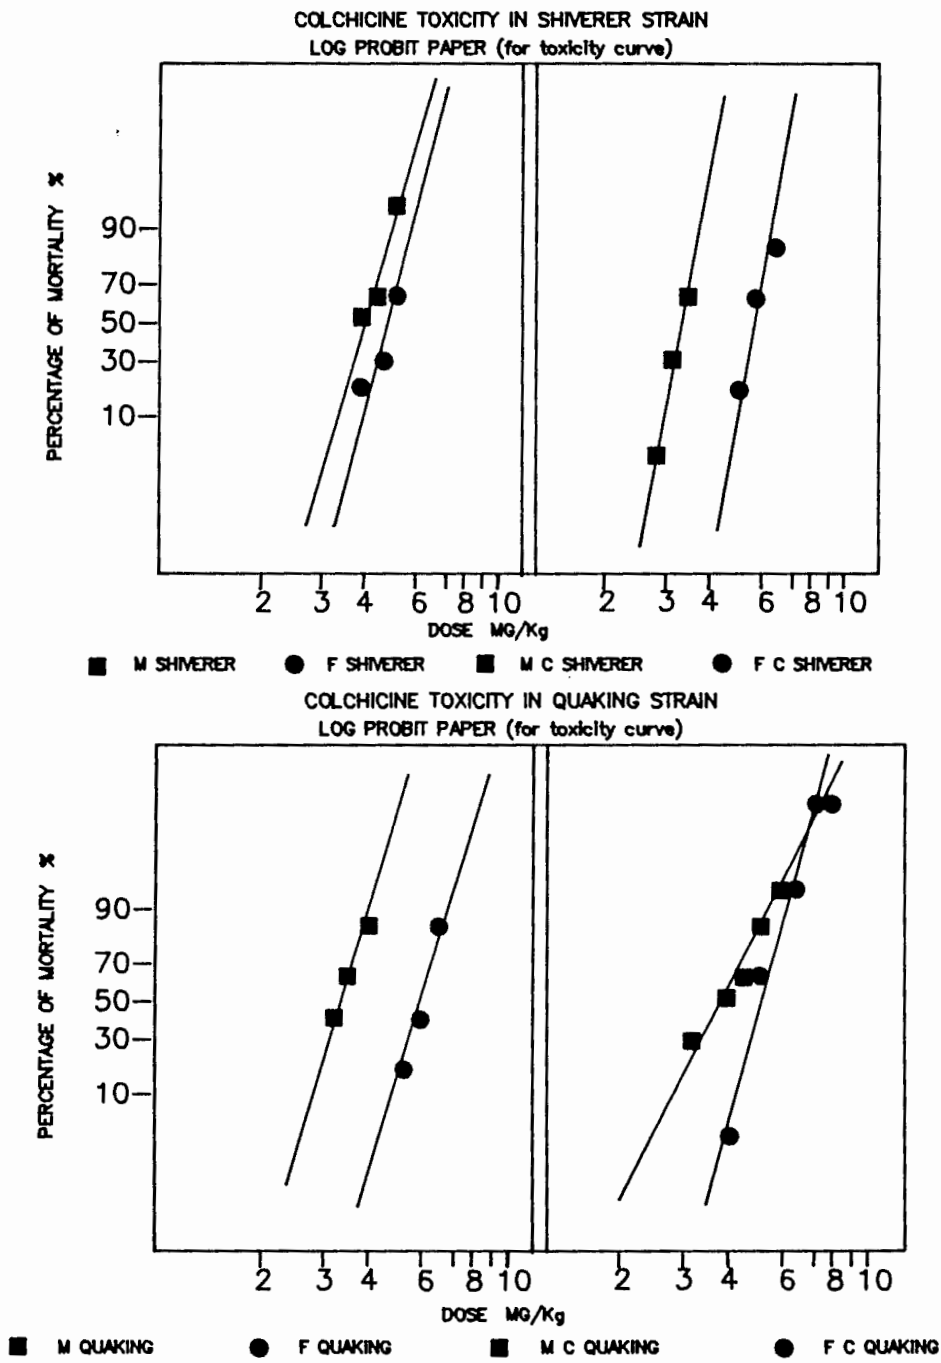 COLCHICINE TOXICITY IN SHIVERER STRAIN
LOG PROBIT PAPER (for toxicity curve)
PERCENTAGE OF MORTALITY %
90
70
50
30
10
2 3 4 6 8 10 2 3 4 6 8 10
DOSE MG/Kg
M SHIVERER F SHIVERER M C SHIVERER F C SHIVERER
COLCHICINE TOXICITY IN QUAKING STRAIN
LOG PROBIT PAPER (for toxicity curve)
PERCENTAGE OF MORTALITY %
90
70
50
30
10
2 3 4 6 8 10 2 3 4 6 8 10
DOSE MG/Kg
M QUAKING F QUAKING M C QUAKING F C QUAKING